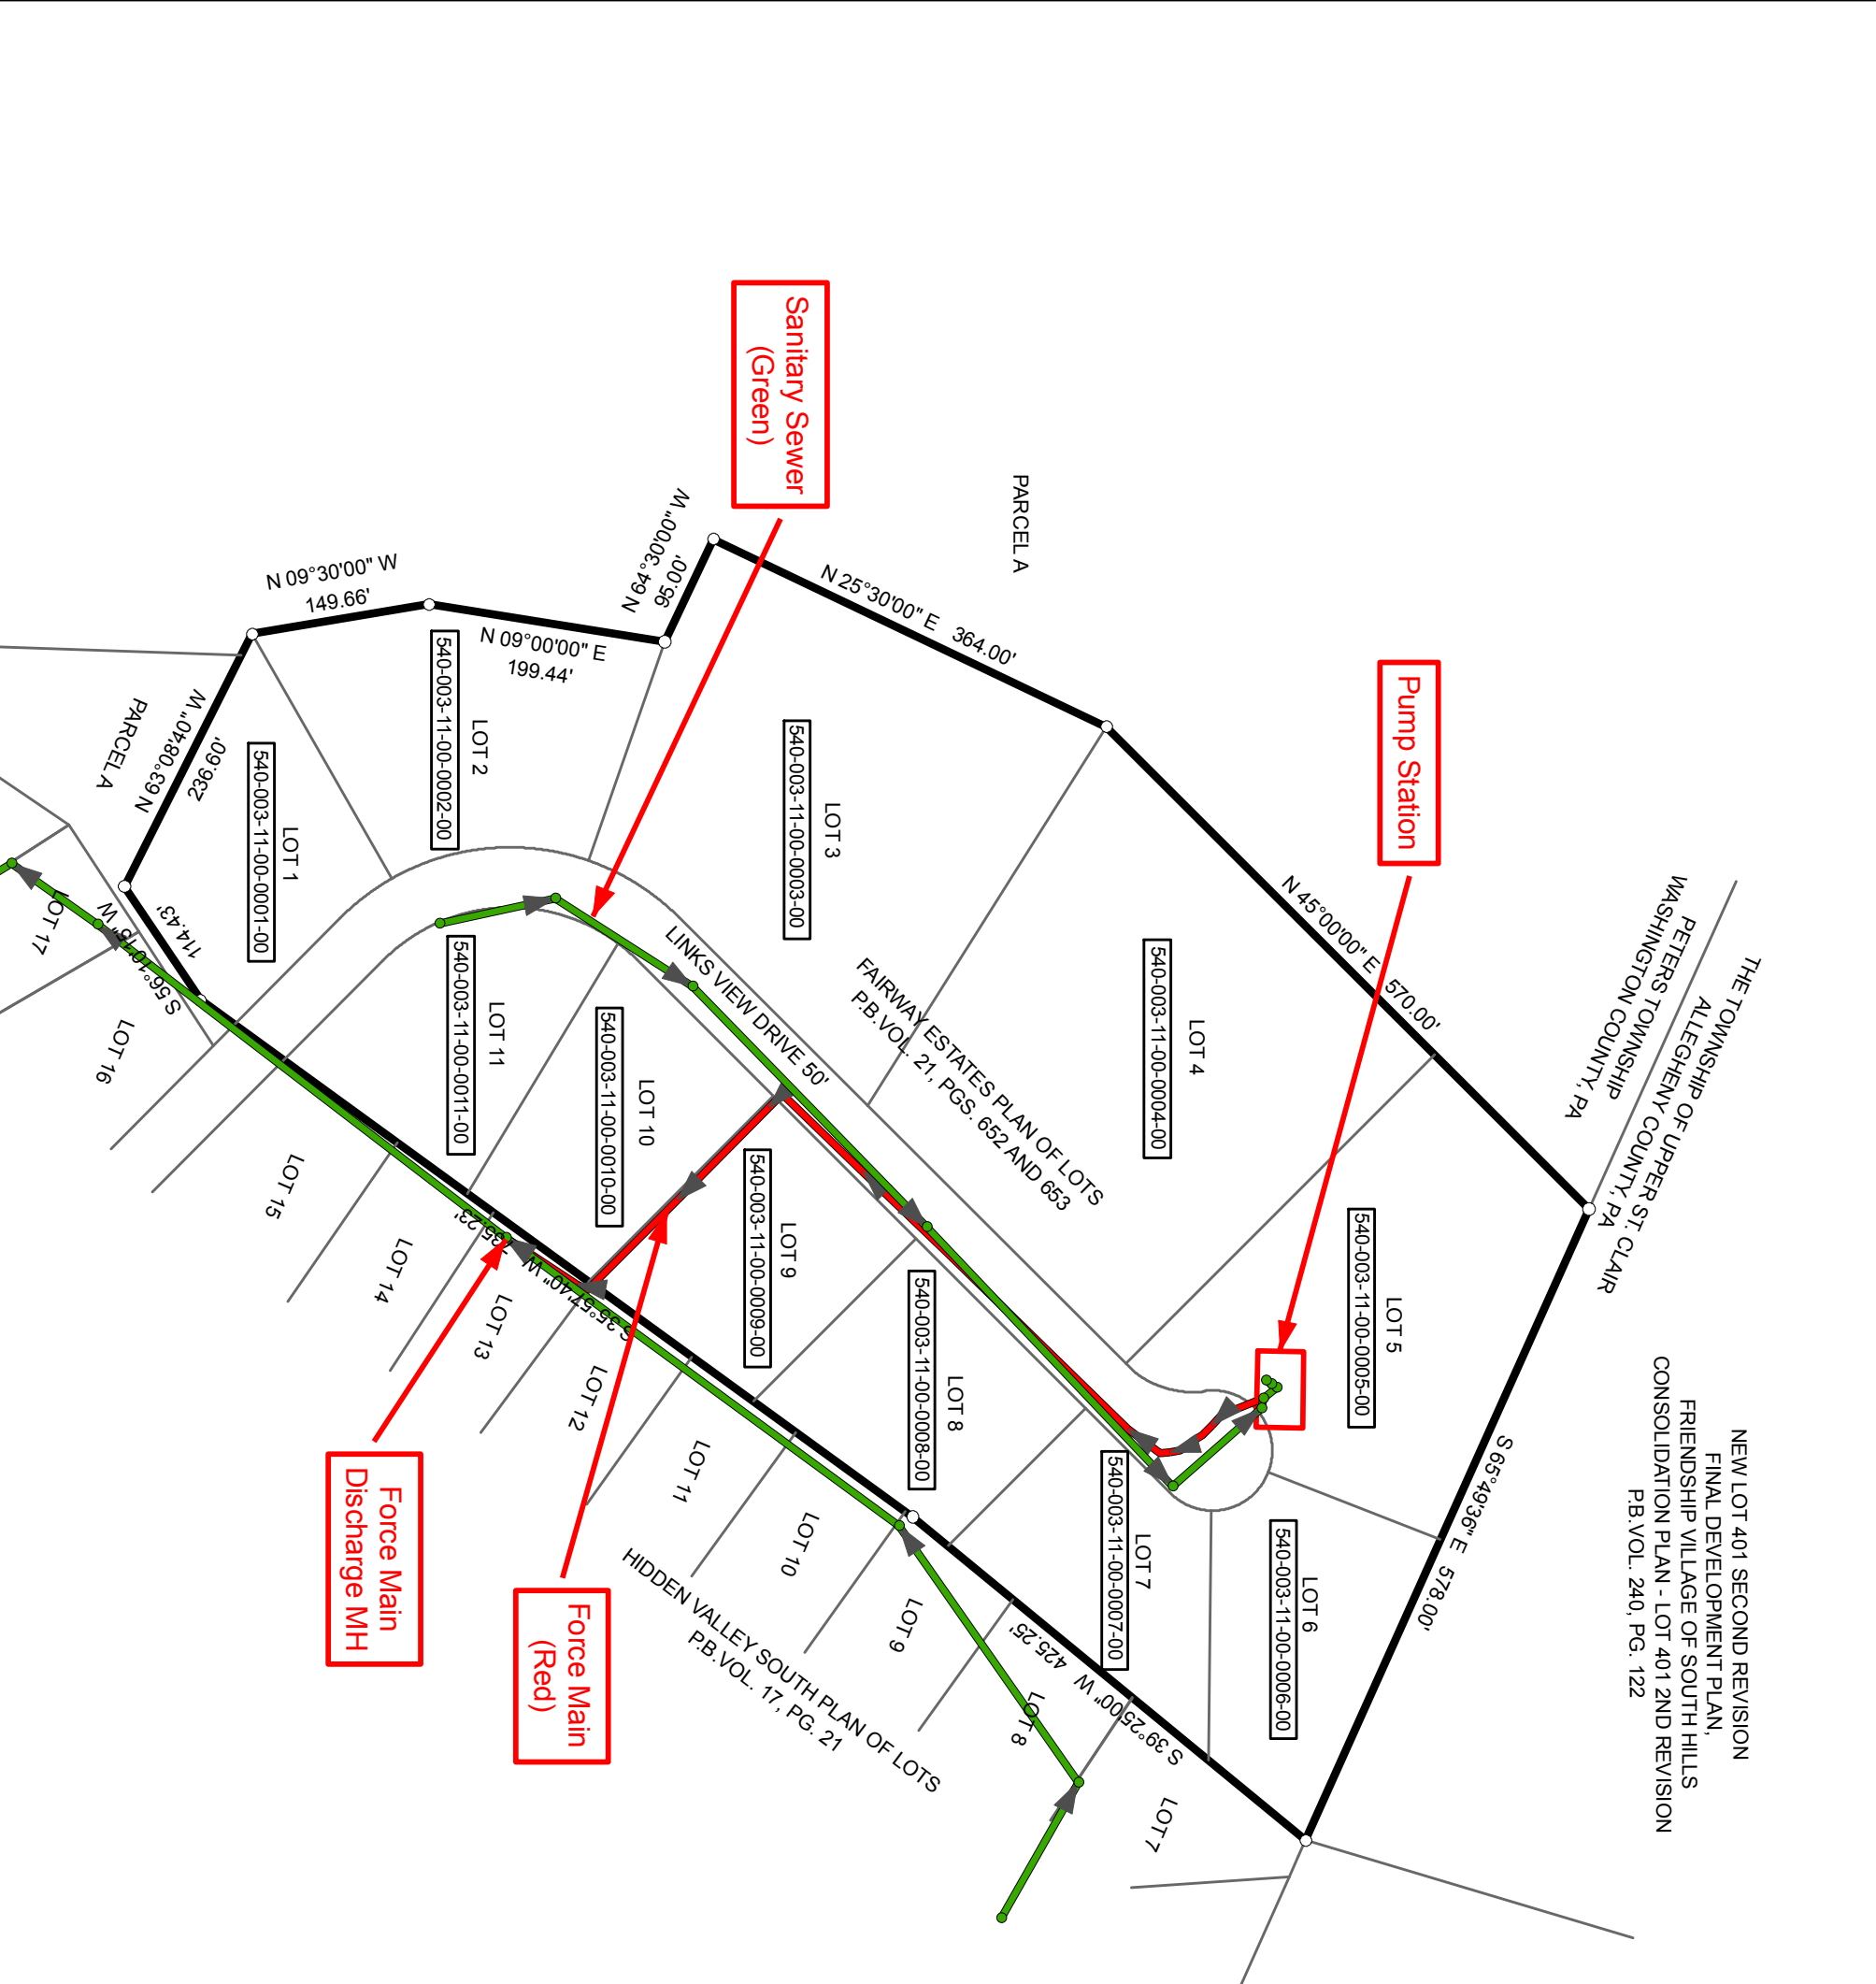 Sanitary Sewer
(Green)
PARCEL A
Pump Station
N 64°30'00" W
95.00'
N 25°30'00" E   364.00'
N 09°30'00" W
149.66'
N 09°00'00" E
199.44'
N 63°08'40" W
236.60'
PARCEL A
114.43'
N 45°00'00" E   570.00'
WASHINGTON COUNTY, PA
PETERS TOWNSHIP
THE TOWNSHIP OF UPPER ST. CLAIR
ALLEGHENY COUNTY, PA
LOT 1
540-003-11-00-0001-00
LOT 2
540-003-11-00-0002-00
LOT 3
540-003-11-00-0003-00
LOT 4
540-003-11-00-0004-00
LOT 5
540-003-11-00-0005-00
LOT 6
540-003-11-00-0006-00
LOT 7
540-003-11-00-0007-00
LOT 8
540-003-11-00-0008-00
LOT 9
540-003-11-00-0009-00
LOT 10
540-003-11-00-0010-00
LOT 11
540-003-11-00-0011-00
LINKS VIEW DRIVE 50'
FAIRWAY ESTATES PLAN OF LOTS
P.B.VOL. 21, PGS. 652 AND 653
S 65°49'36" E   578.00'
NEW LOT 401 SECOND REVISION
FINAL DEVELOPMENT PLAN,
FRIENDSHIP VILLAGE OF SOUTH HILLS
CONSOLIDATION PLAN - LOT 401 2ND REVISION
P.B.VOL. 240, PG. 122
S 39°25'00" W   425.25'
LOT 17
LOT 16
LOT 15
LOT 14
LOT 13
LOT 12
LOT 11
LOT 10
LOT 9
LOT 8
LOT 7
HIDDEN VALLEY SOUTH PLAN OF LOTS
P.B.VOL. 17, PG. 21
Force Main
Discharge MH
Force Main
(Red)